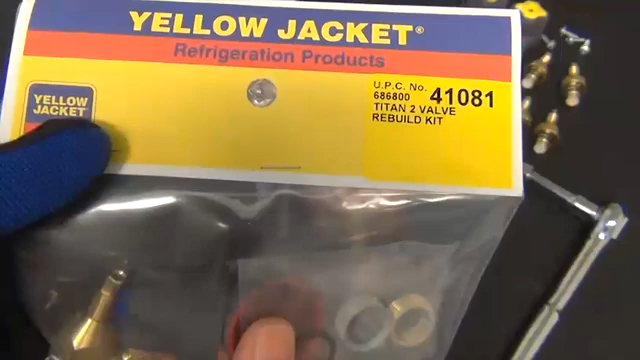 YELLOW JACKET®
Refrigeration Products
YELLOW
JACKET
U.P.C. No.
686800 41081
TITAN 2 VALVE
REBUILD KIT